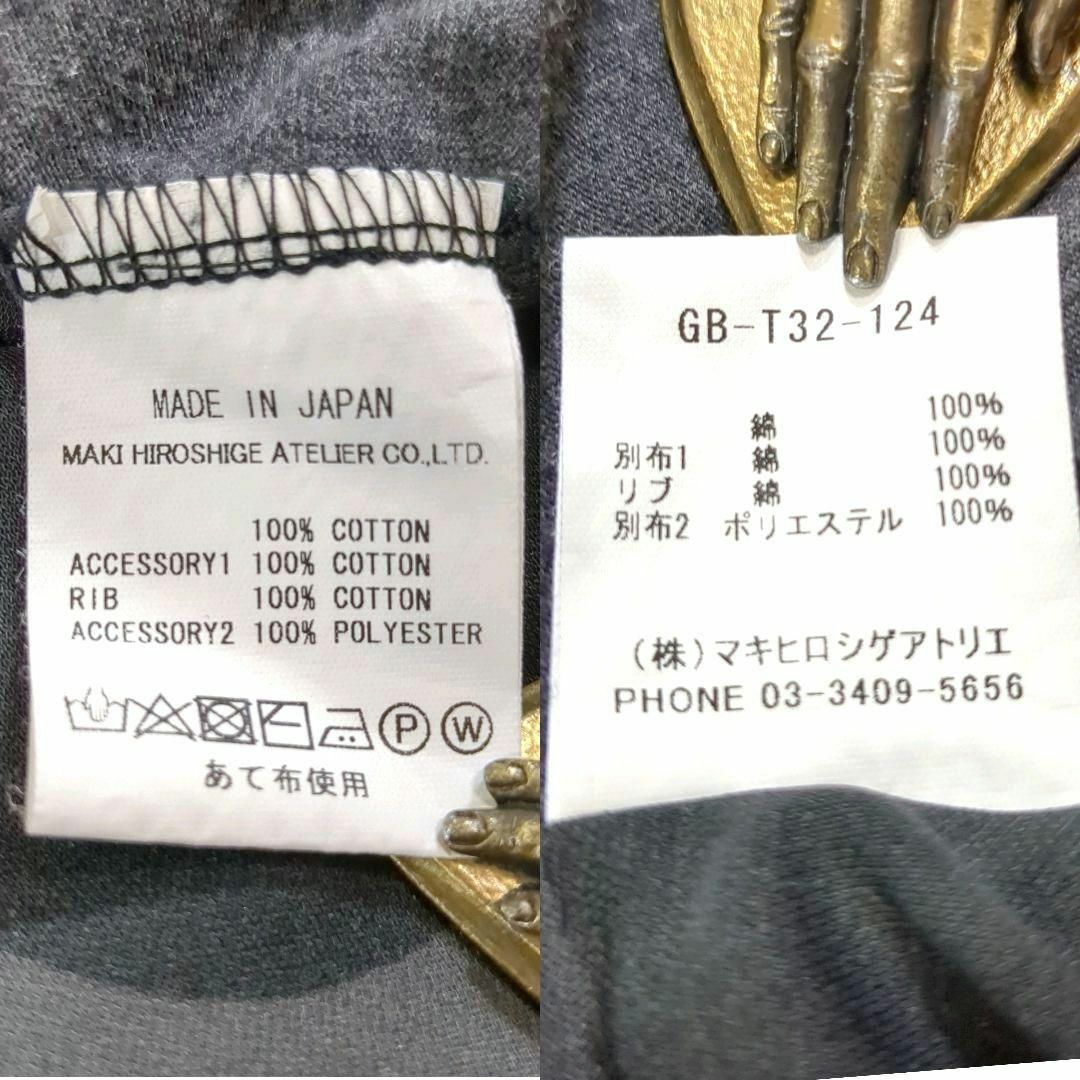 MADE IN JAPAN
MAKI HIROSHIGE ATELIER CO.,LTD.
100% COTTON
ACCESSORY1 100% COTTON
RIB 100% COTTON
ACCESSORY2 100% POLYESTER
P W
あて布使用
GB-T32-124
綿 100%
別布1 綿 100%
リブ 綿 100%
別布2 ポリエステル 100%
(株)マキヒロシゲアトリエ
PHONE 03-3409-5656